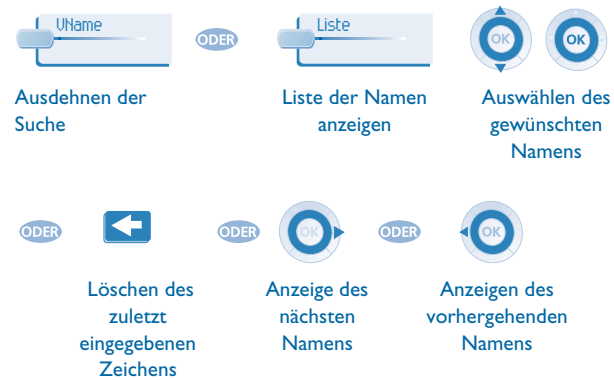 VName
ODER
Liste
OK
OK
Ausdehnen der
Suche
Liste der Namen
anzeigen
Auswählen des
gewünschten
Namens
ODER
ODER
OK
ODER
OK
Löschen des
zuletzt
eingegebenen
Zeichens
Anzeige des
nächsten
Namens
Anzeigen des
vorhergehenden
Namens